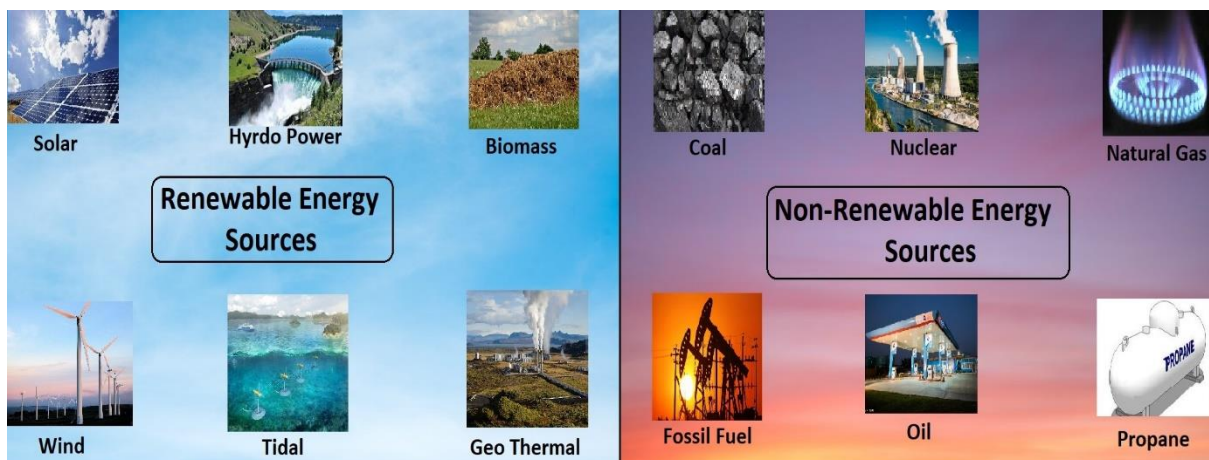 Solar
Hyrdo Power
Biomass
Renewable Energy
Sources
Wind
Tidal
Geo Thermal
Coal
Nuclear
Natural Gas
Non-Renewable Energy
Sources
Fossil Fuel
Oil
PROPANE
Propane